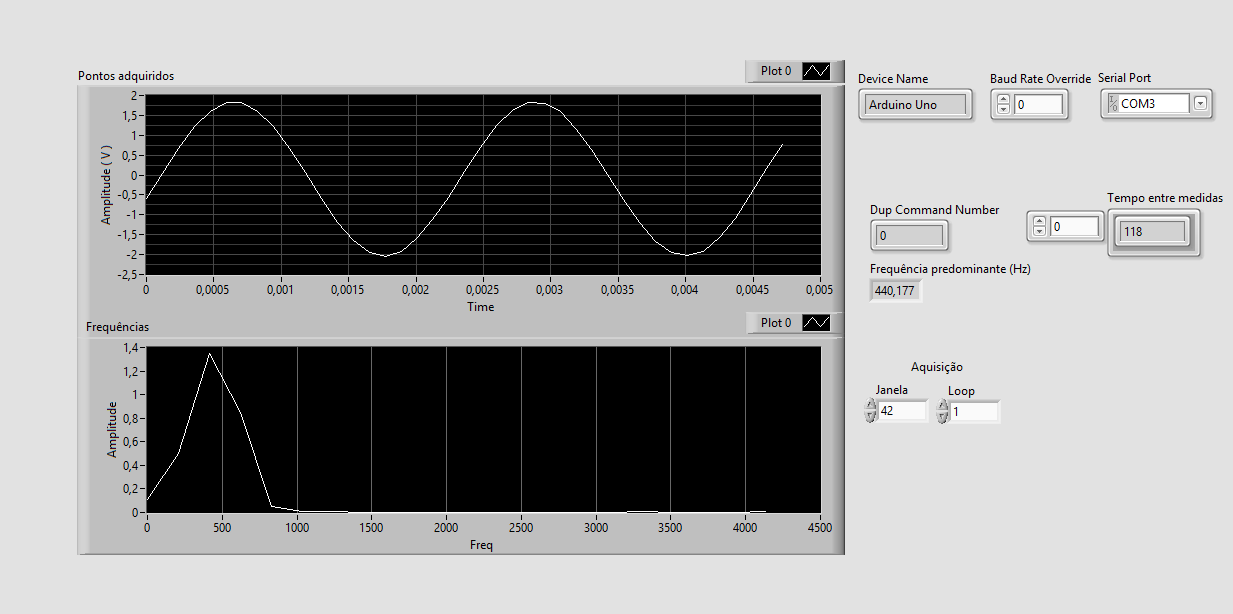 Pontos adquiridos
Plot 0
2
1,5
1
0,5
0
-0,5
-1
-1,5
-2
-2,5
Amplitude ( V )
0 0,0005 0,001 0,0015 0,002 0,0025 0,003 0,0035 0,004 0,0045 0,005
Time
Frequências
Plot 0
1,4
1,2
1
0,8
0,6
0,4
0,2
0
Amplitude
0 500 1000 1500 2000 2500 3000 3500 4000 4500
Freq
Device Name
Arduino Uno
Baud Rate Override
0
Serial Port
I/0 COM3
Dup Command Number
0
0
Tempo entre medidas
118
Frequência predominante (Hz)
440,177
Aquisição
Janela
42
Loop
1